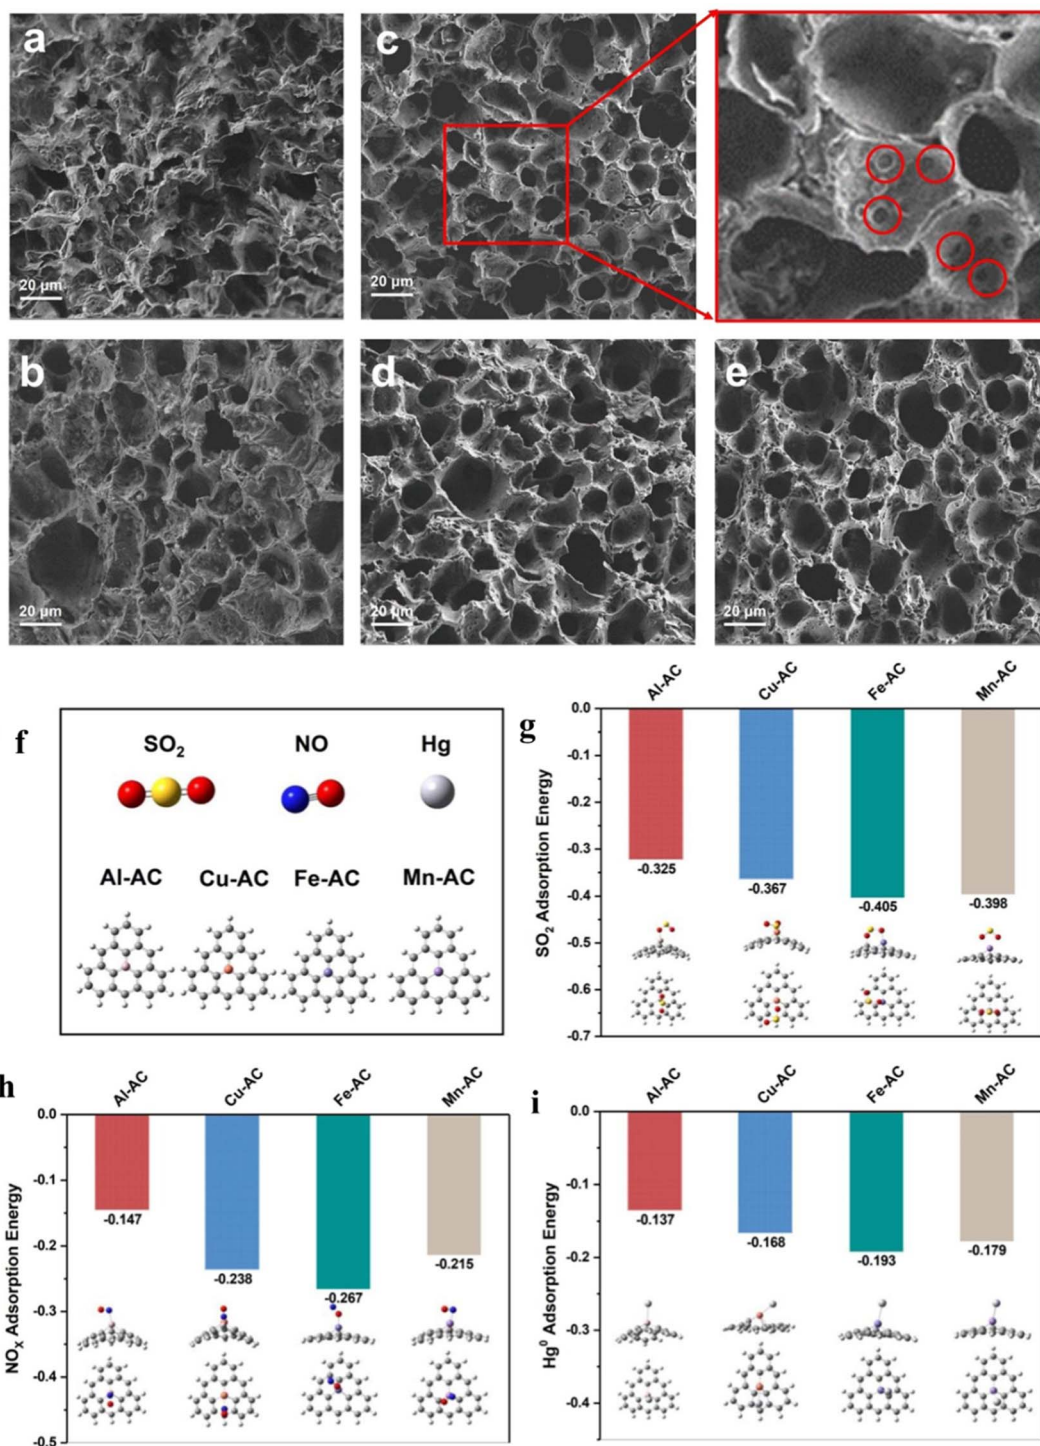 a
c
20 µm
20 µm
b
d
e
20 µm
20 µm
20 µm
f
SO2
NO
Hg
Al-AC
Cu-AC
Fe-AC
Mn-AC
g
Al-AC
Cu-AC
Fe-AC
Mn-AC
SO2 Adsorption Energy
0.0
-0.1
-0.2
-0.3
-0.4
-0.5
-0.6
-0.7
-0.325
-0.367
-0.405
-0.398
h
Al-AC
Cu-AC
Fe-AC
Mn-AC
NOX Adsorption Energy
0.0
-0.1
-0.2
-0.3
-0.4
-0.5
-0.147
-0.238
-0.267
-0.215
i
Al-AC
Cu-AC
Fe-AC
Mn-AC
Hg0 Adsorption Energy
0.0
-0.1
-0.2
-0.3
-0.4
-0.137
-0.168
-0.193
-0.179